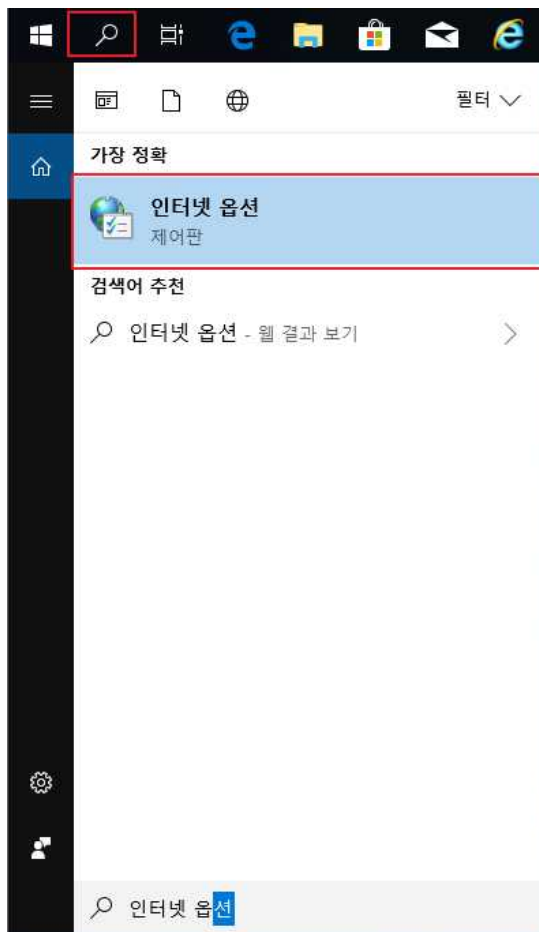 필터
가장 정확
인터넷 옵션
제어판
검색어 추천
인터넷 옵션 - 웹 결과 보기
인터넷 옵션